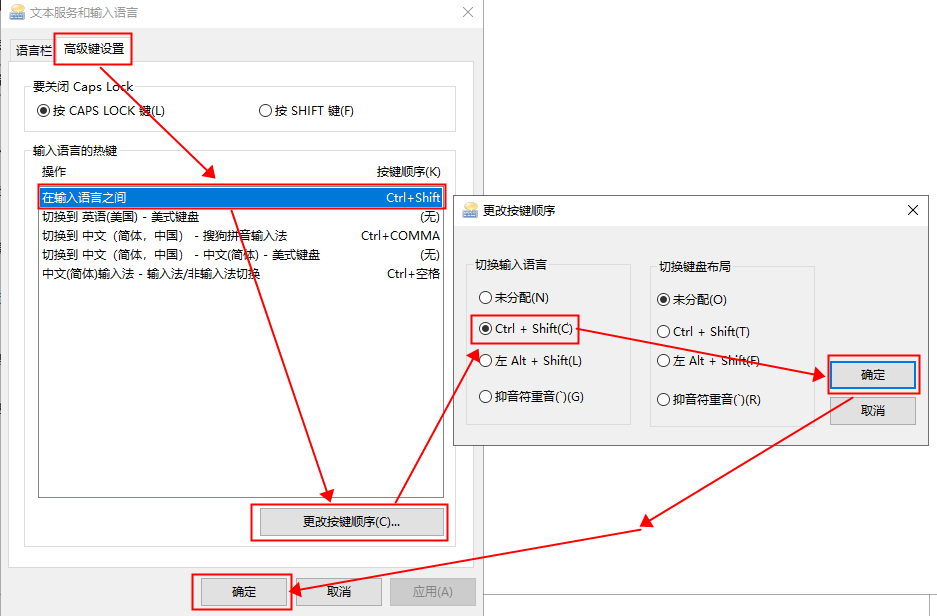 文本服务和输入语言
语言栏
高级键设置
要关闭 Caps Lock
按 CAPS LOCK 键(L)
按 SHIFT 键(F)
输入语言的热键
操作
按键顺序(K)
在输入语言之间
Ctrl+Shift
切换到 英语(美国) - 美式键盘
(无)
切换到 中文（简体，中国） - 搜狗拼音输入法
Ctrl+COMMA
切换到 中文（简体，中国） - 中文(简体) - 美式键盘
(无)
中文(简体)输入法 - 输入法/非输入法切换
Ctrl+空格
更改按键顺序(C)...
确定
取消
应用(A)
更改按键顺序
切换输入语言
未分配(N)
Ctrl + Shift(C)
左 Alt + Shift(L)
抑音符重音(`)(G)
切换键盘布局
未分配(O)
Ctrl + Shift(T)
左 Alt + Shift(F)
抑音符重音(`)(R)
确定
取消